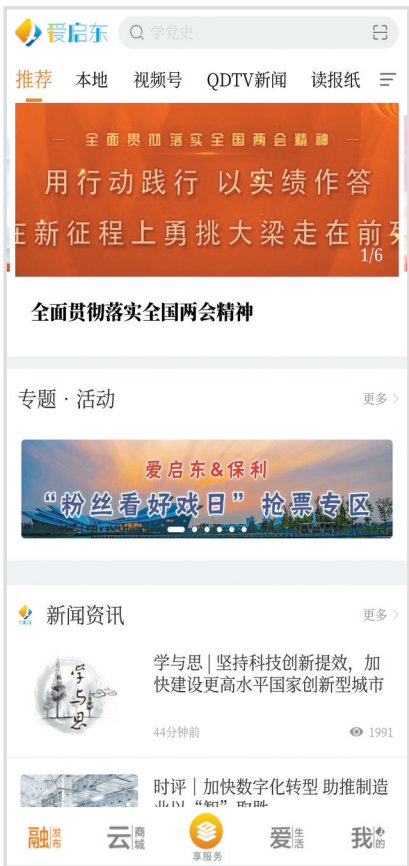 爱启东
学党史
推荐 本地 视频号 QDTV新闻 读报纸
全面贯彻落实全国两会精神
用行动践行 以实绩作答
在新征程上勇挑大梁走在前列
1/6
全面贯彻落实全国两会精神
专题 · 活动 更多
爱启东&保利
“粉丝看好戏日”抢票专区
新闻资讯 更多
学与思
学与思 | 坚持科技创新提效，加
快建设更高水平国家创新型城市
44分钟前 1991
时评 | 加快数字化转型 助推制造
业以“智”取胜
融发布 云商城 享服务 爱生活 我的